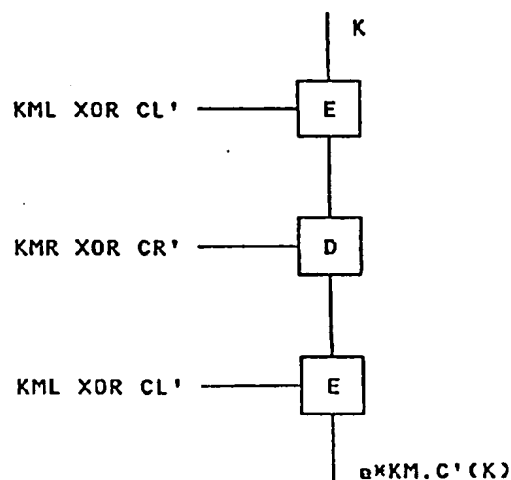 K
KML XOR CL' E
KMR XOR CR' D
KML XOR CL' E
e*KM.C'(K)